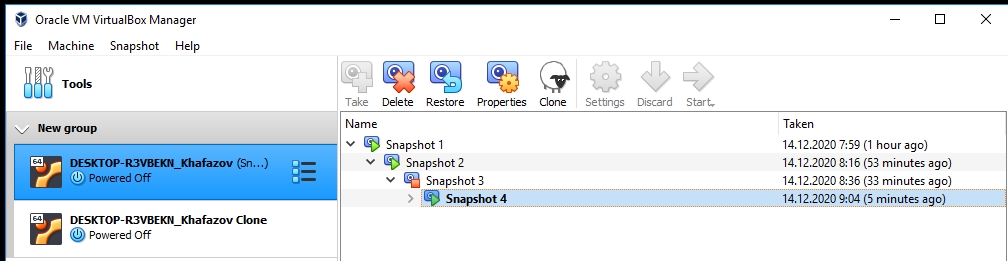 Oracle VM VirtualBox Manager
File Machine Snapshot Help
Tools
New group
64
DESKTOP-R3VBEKN_Khafazov (Sn...)
Powered Off
64
DESKTOP-R3VBEKN_Khafazov Clone
Powered Off
Take Delete Restore Properties Clone Settings Discard Start
Name Taken
Snapshot 1 14.12.2020 7:59 (1 hour ago)
Snapshot 2 14.12.2020 8:16 (53 minutes ago)
Snapshot 3 14.12.2020 8:36 (33 minutes ago)
Snapshot 4 14.12.2020 9:04 (5 minutes ago)